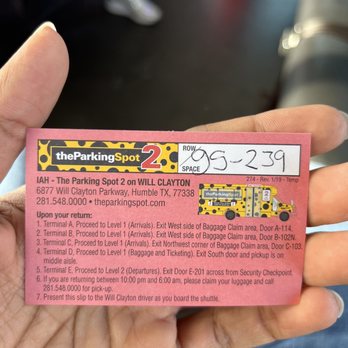 theParkingSpot 2
ROW/
SPACE
99-239
274 - Rev. 1/19 - Temp
IAH - The Parking Spot 2 on WILL CLAYTON
6877 Will Clayton Parkway, Humble TX, 77338
281.548.0000 • theparkingspot.com
Upon your return:
1. Terminal A, Proceed to Level 1 (Arrivals). Exit West side of Baggage Claim area, Door A-114.
2. Terminal B, Proceed to Level 1 (Arrivals). Exit West side of Baggage Claim area, Door B-102N.
3. Terminal C, Proceed to Level 1 (Arrivals). Exit Northwest corner of Baggage Claim area, Door C-103.
4. Terminal D, Proceed to Level 1 (Baggage and Ticketing). Exit South door and pickup is on
middle aisle.
5. Terminal E, Proceed to Level 2 (Departures). Exit Door E-201 across from Security Checkpoint.
6. If you are returning between 10:00 pm and 6:00 am, please claim your luggage and call
281.548.0000 for pick-up.
7. Present this slip to the Will Clayton driver as you board the shuttle.